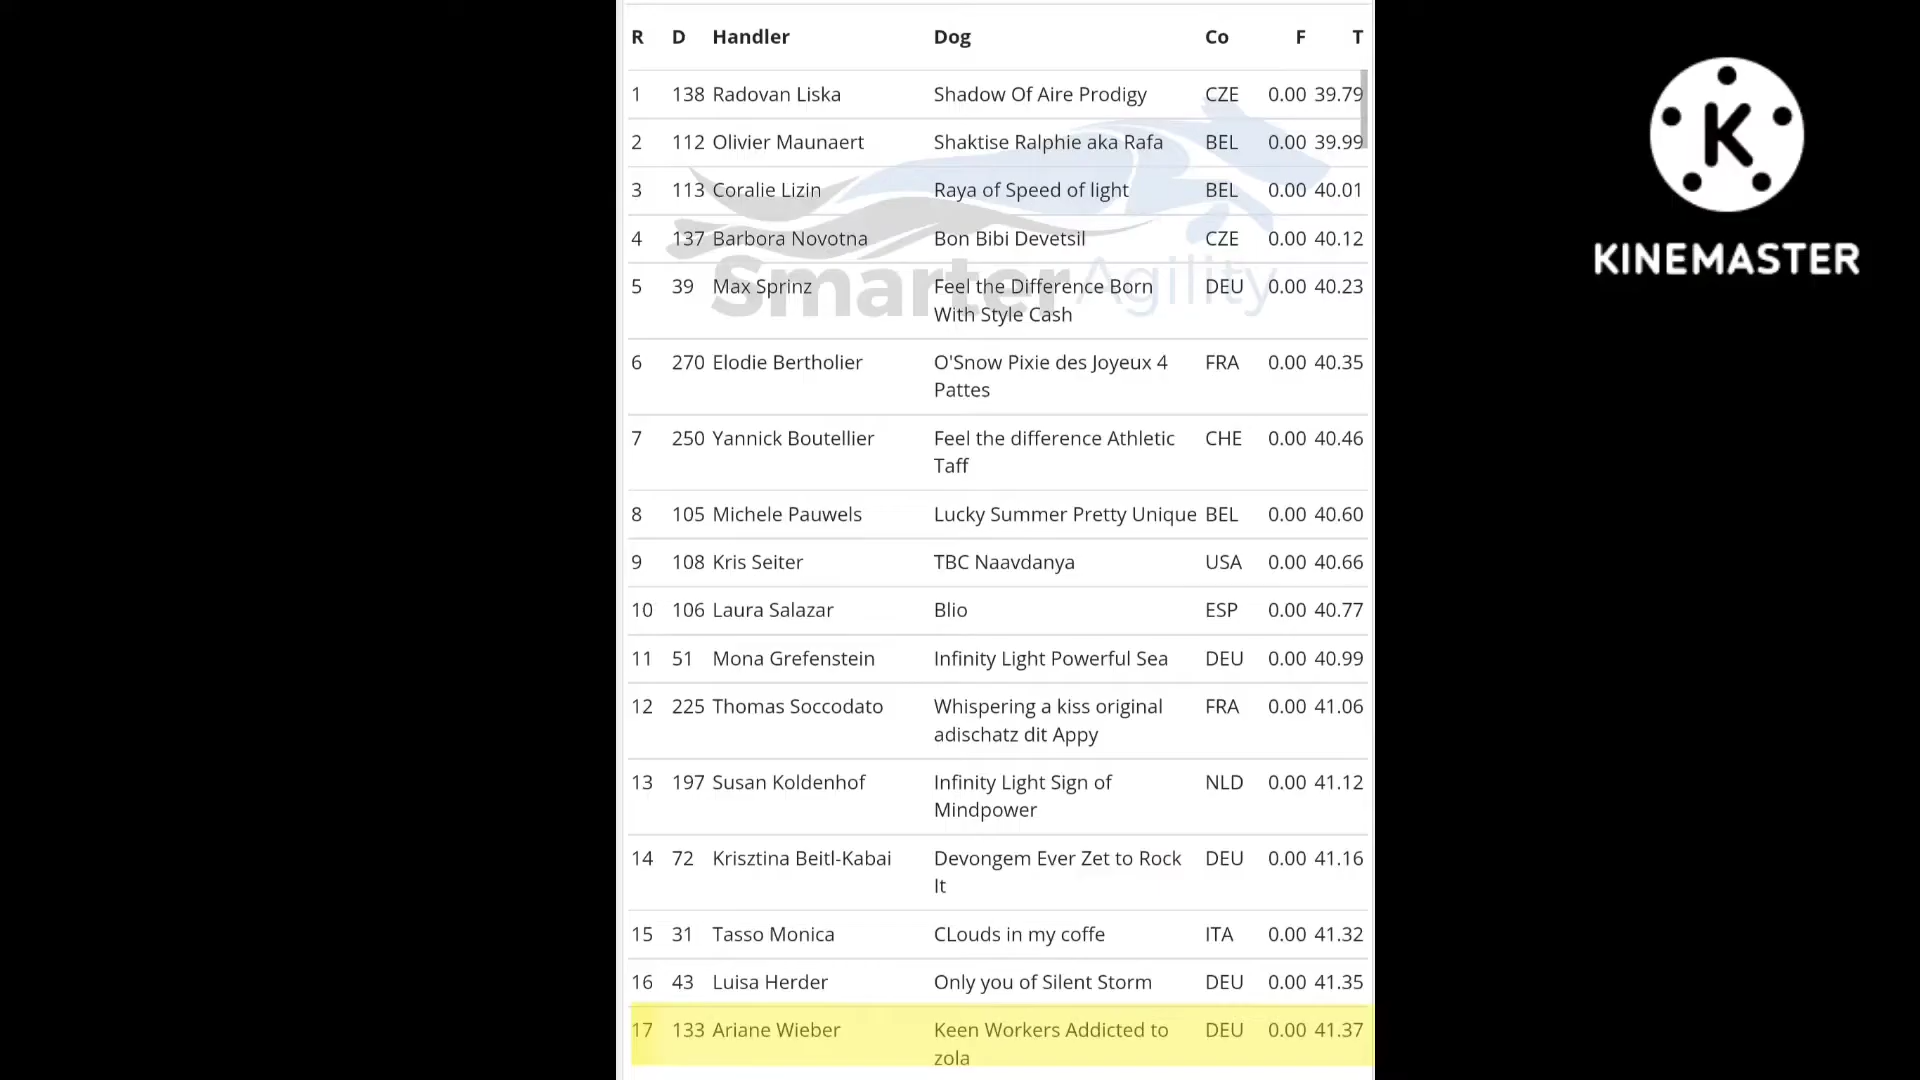 R D Handler Dog Co F T
1 138 Radovan Liska Shadow Of Aire Prodigy CZE 0.00 39.79
2 112 Olivier Maunaert Shaktise Ralphie aka Rafa BEL 0.00 39.99
3 113 Coralie Lizin Raya of Speed of light BEL 0.00 40.01
4 137 Barbora Novotna Bon Bibi Devetsil CZE 0.00 40.12
SmarterAgility
5 39 Max Sprinz Feel the Difference Born DEU 0.00 40.23
With Style Cash
6 270 Elodie Bertholier O'Snow Pixie des Joyeux 4 FRA 0.00 40.35
Pattes
7 250 Yannick Boutellier Feel the difference Athletic CHE 0.00 40.46
Taff
8 105 Michele Pauwels Lucky Summer Pretty Unique BEL 0.00 40.60
9 108 Kris Seiter TBC Naavdanya USA 0.00 40.66
10 106 Laura Salazar Blio ESP 0.00 40.77
11 51 Mona Grefenstein Infinity Light Powerful Sea DEU 0.00 40.99
12 225 Thomas Soccodato Whispering a kiss original FRA 0.00 41.06
adischatz dit Appy
13 197 Susan Koldenhof Infinity Light Sign of NLD 0.00 41.12
Mindpower
14 72 Krisztina Beitl-Kabai Devongem Ever Zet to Rock DEU 0.00 41.16
It
15 31 Tasso Monica CLouds in my coffe ITA 0.00 41.32
16 43 Luisa Herder Only you of Silent Storm DEU 0.00 41.35
17 133 Ariane Wieber Keen Workers Addicted to DEU 0.00 41.37
zola
K
KINEMASTER